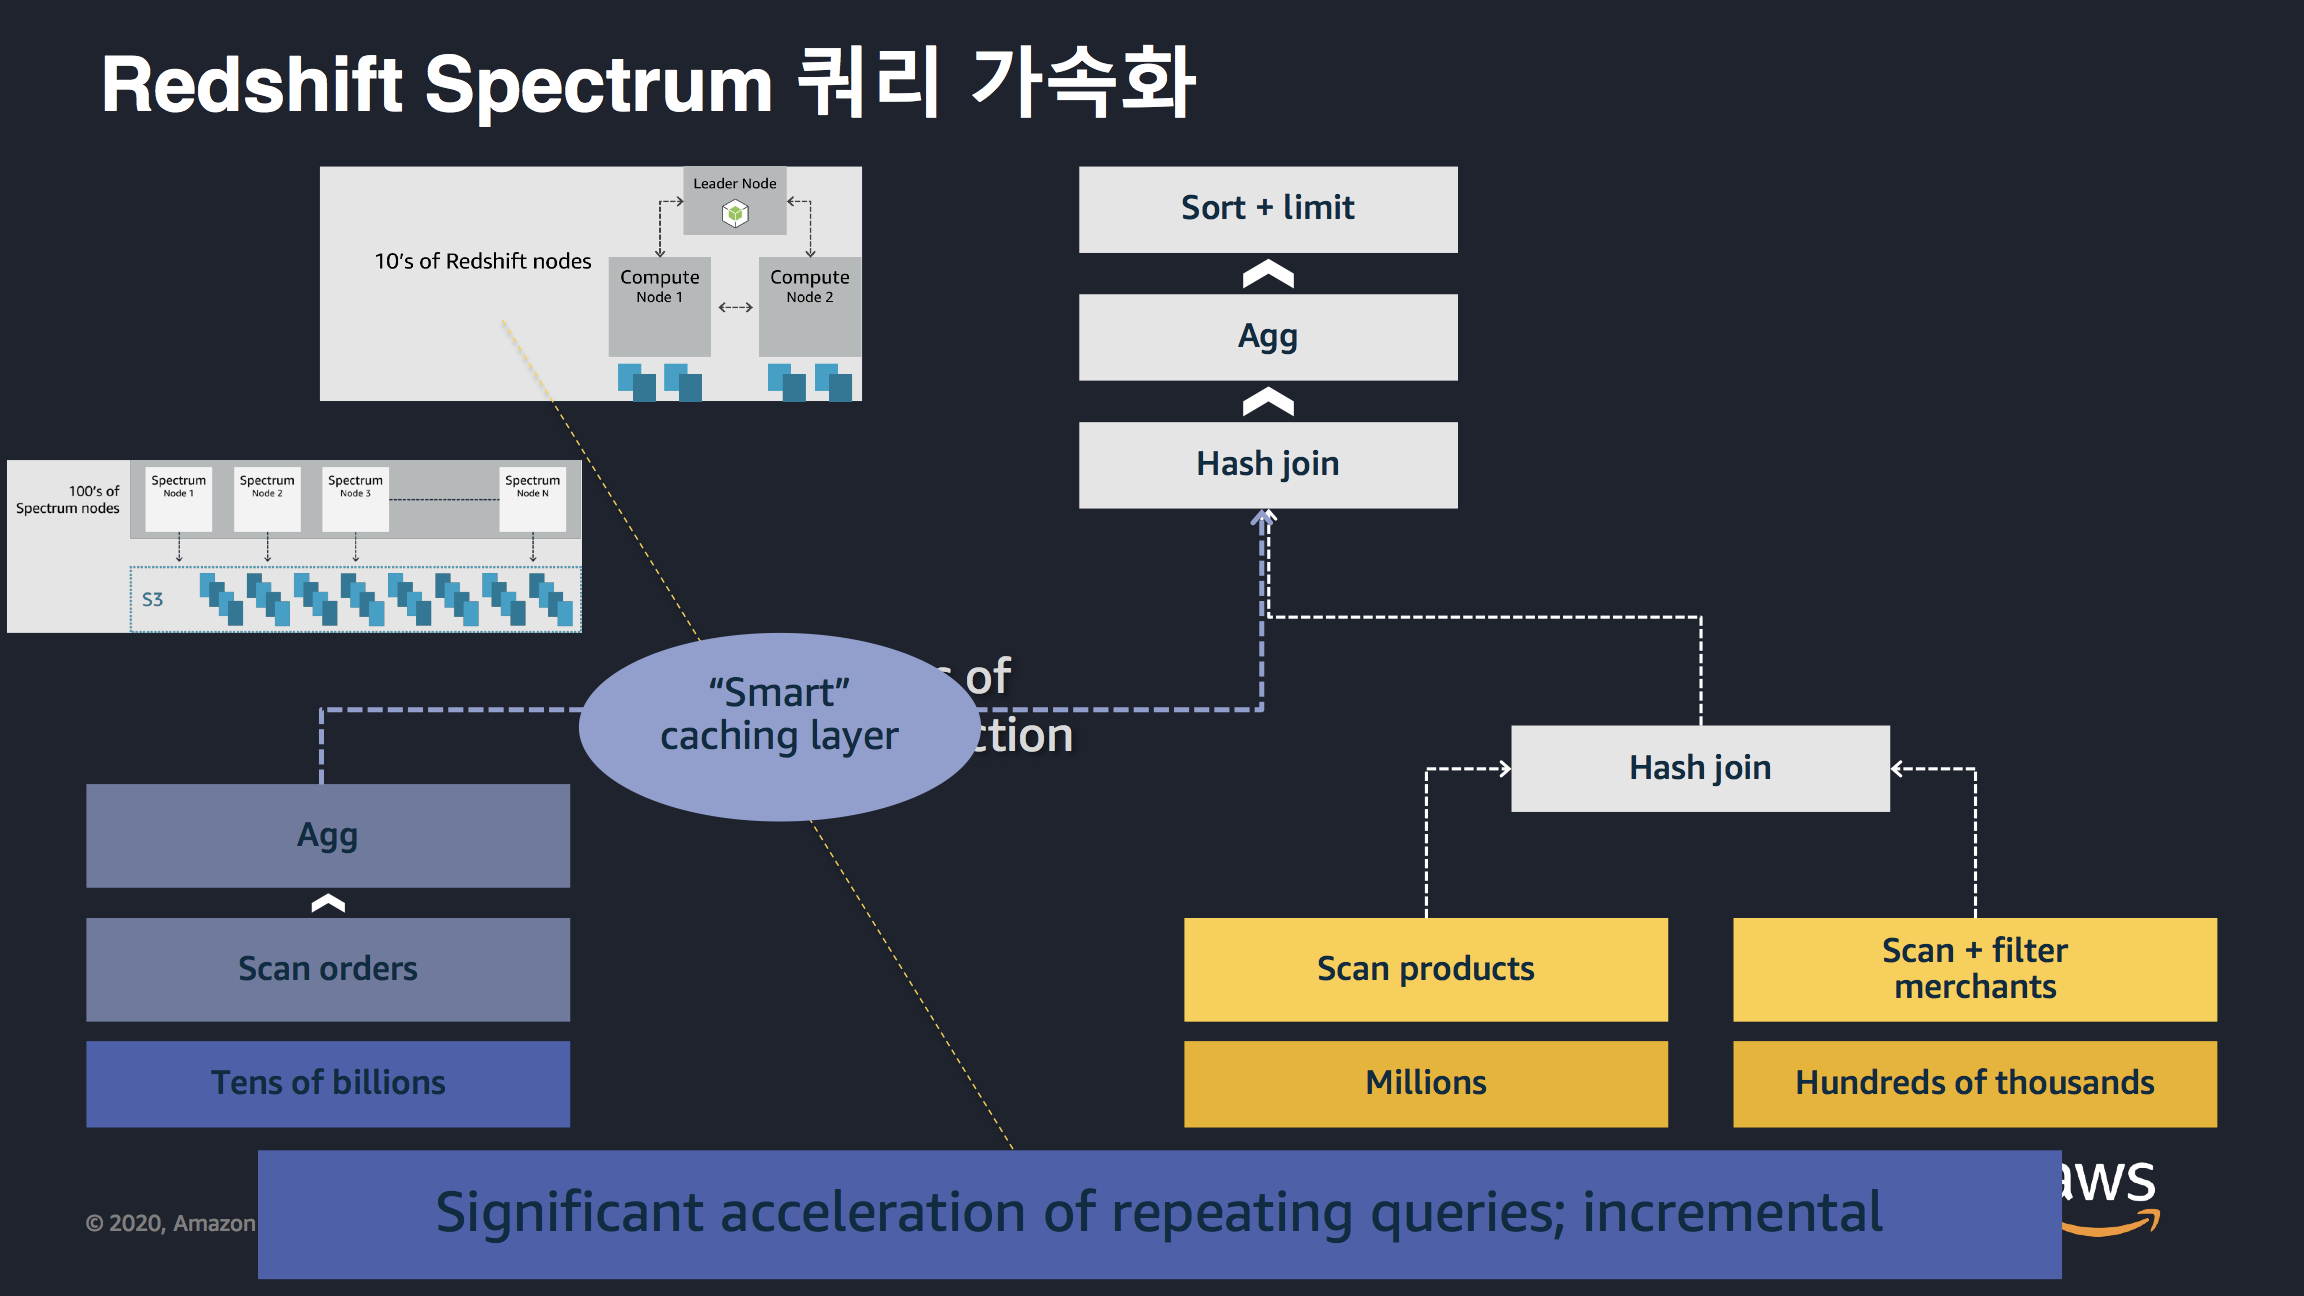 Redshift Spectrum 쿼리 가속화
Leader Node
10's of Redshift nodes
Compute
Node 1
Compute
Node 2
100's of
Spectrum nodes
Spectrum
Node 1
Spectrum
Node 2
Spectrum
Node 3
Spectrum
Node N
S3
Sort + limit
Agg
Hash join
“Smart”
caching layer
of
Hash join
Agg
Scan orders
Tens of billions
Scan products
Millions
Scan + filter
merchants
Hundreds of thousands
Significant acceleration of repeating queries; incremental
© 2020, Amazon
aws